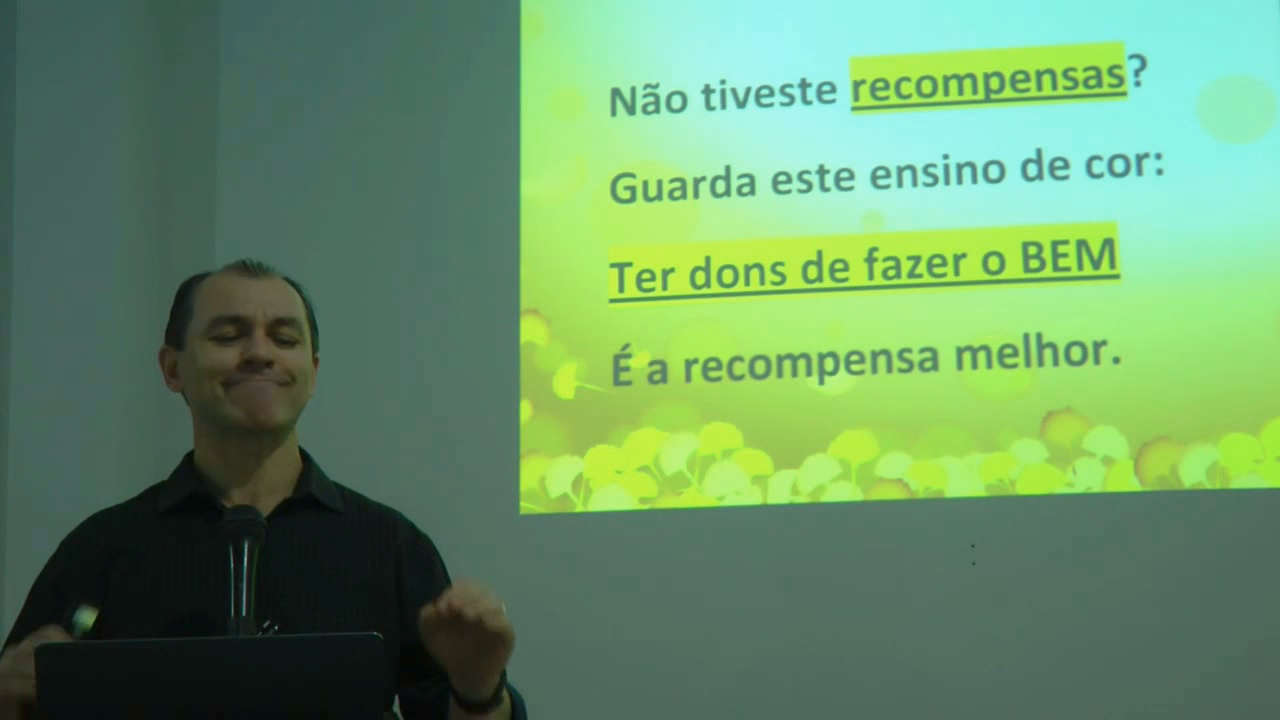 Não tiveste recompensas?
Guarda este ensino de cor:
Ter dons de fazer o BEM
É a recompensa melhor.